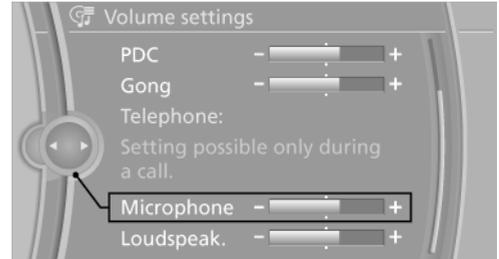 Volume settings
PDC - +
Gong - +
Telephone:
Setting possible only during
a call.
Microphone - +
Loudspeak. - +